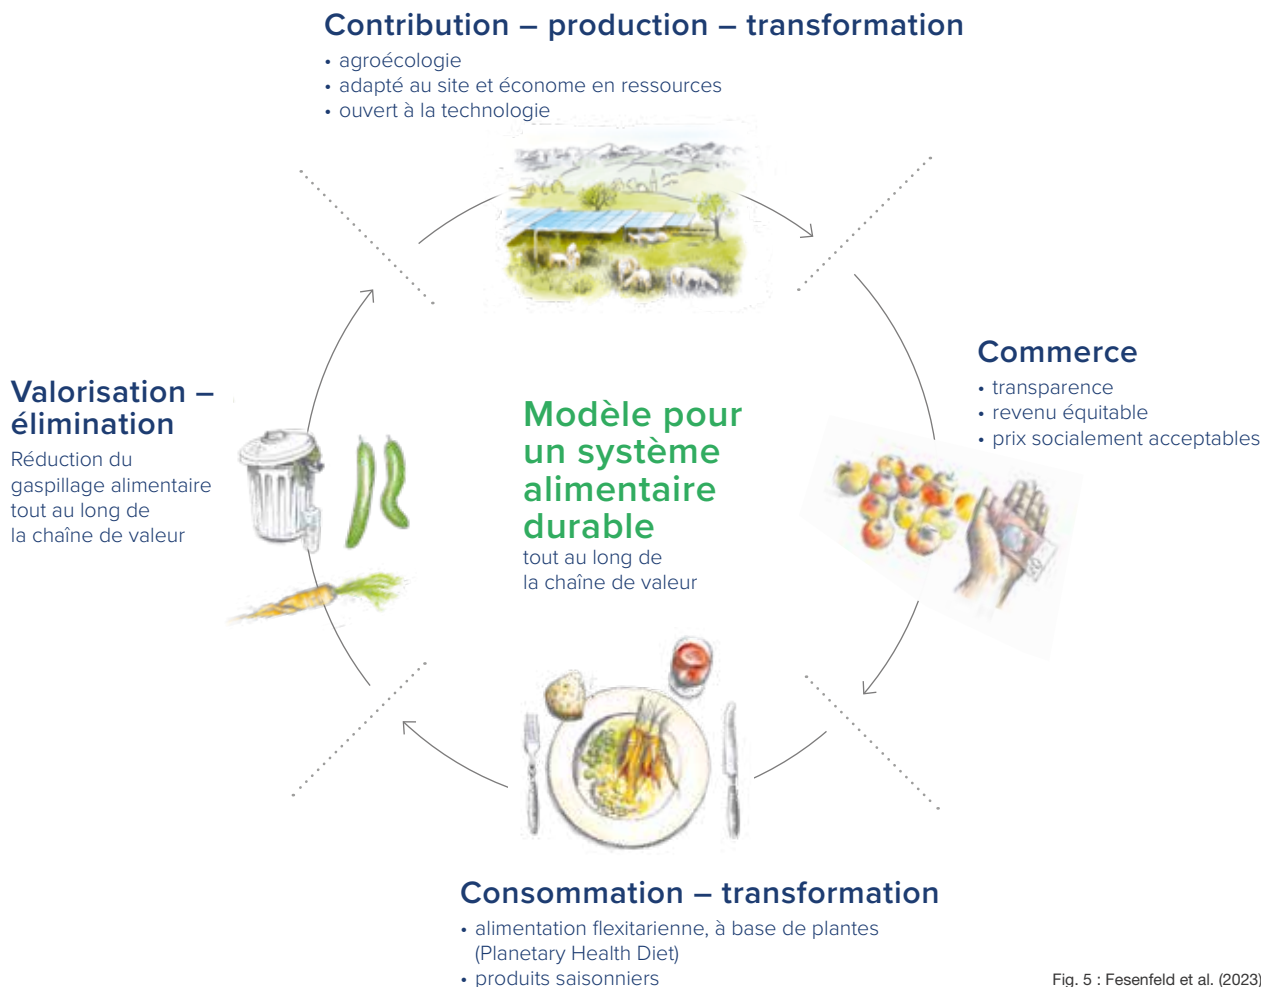 Contribution – production – transformation
• agroécologie
• adapté au site et économe en ressources
• ouvert à la technologie
Commerce
• transparence
• revenu équitable
• prix socialement acceptables
Valorisation –
élimination
Réduction du
gaspillage alimentaire
tout au long de
la chaîne de valeur
Modèle pour
un système
alimentaire
durable
tout au long de
la chaîne de valeur
Consommation – transformation
• alimentation flexitarienne, à base de plantes
(Planetary Health Diet)
• produits saisonniers
Fig. 5 : Fesenfeld et al. (2023)